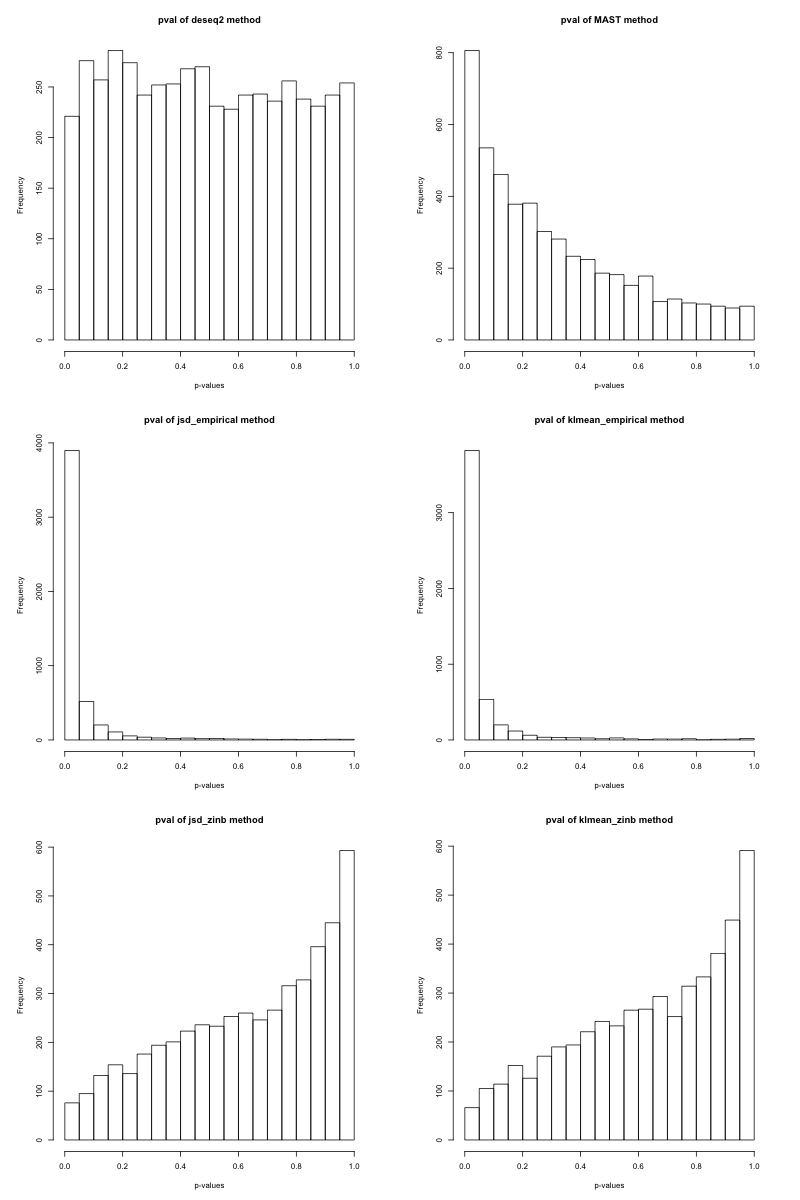 pval of deseq2 method
Frequency
0
50
100
150
200
250
0.0 0.2 0.4 0.6 0.8 1.0
p-values
pval of MAST method
Frequency
0
200
400
600
800
0.0 0.2 0.4 0.6 0.8 1.0
p-values
pval of jsd_empirical method
Frequency
0
1000
2000
3000
4000
0.0 0.2 0.4 0.6 0.8 1.0
p-values
pval of klmean_empirical method
Frequency
0
1000
2000
3000
0.0 0.2 0.4 0.6 0.8 1.0
p-values
pval of jsd_zinb method
Frequency
0
100
200
300
400
500
600
0.0 0.2 0.4 0.6 0.8 1.0
p-values
pval of klmean_zinb method
Frequency
0
100
200
300
400
500
600
0.0 0.2 0.4 0.6 0.8 1.0
p-values